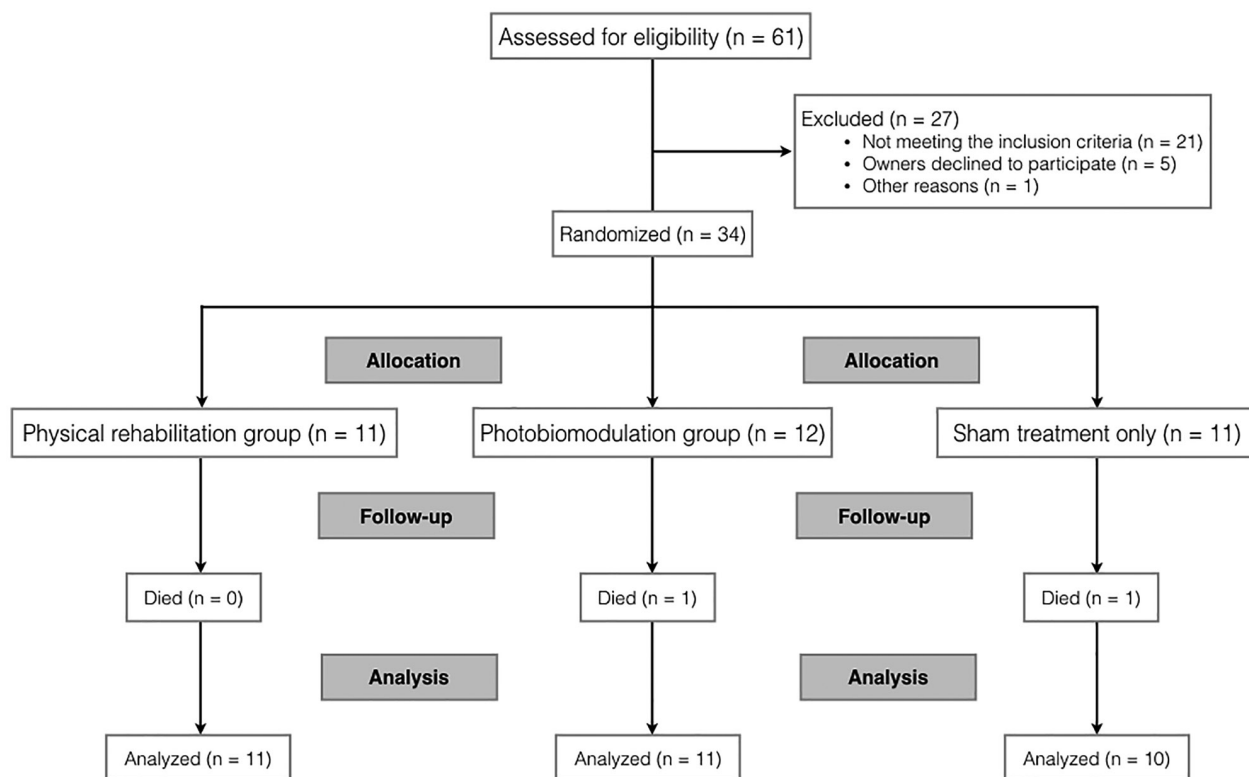 Assessed for eligibility (n = 61)
Excluded (n = 27)
• Not meeting the inclusion criteria (n = 21)
• Owners declined to participate (n = 5)
• Other reasons (n = 1)
Randomized (n = 34)
Allocation
Allocation
Physical rehabilitation group (n = 11)
Photobiomodulation group (n = 12)
Sham treatment only (n = 11)
Follow-up
Follow-up
Died (n = 0)
Died (n = 1)
Died (n = 1)
Analysis
Analysis
Analyzed (n = 11)
Analyzed (n = 11)
Analyzed (n = 10)